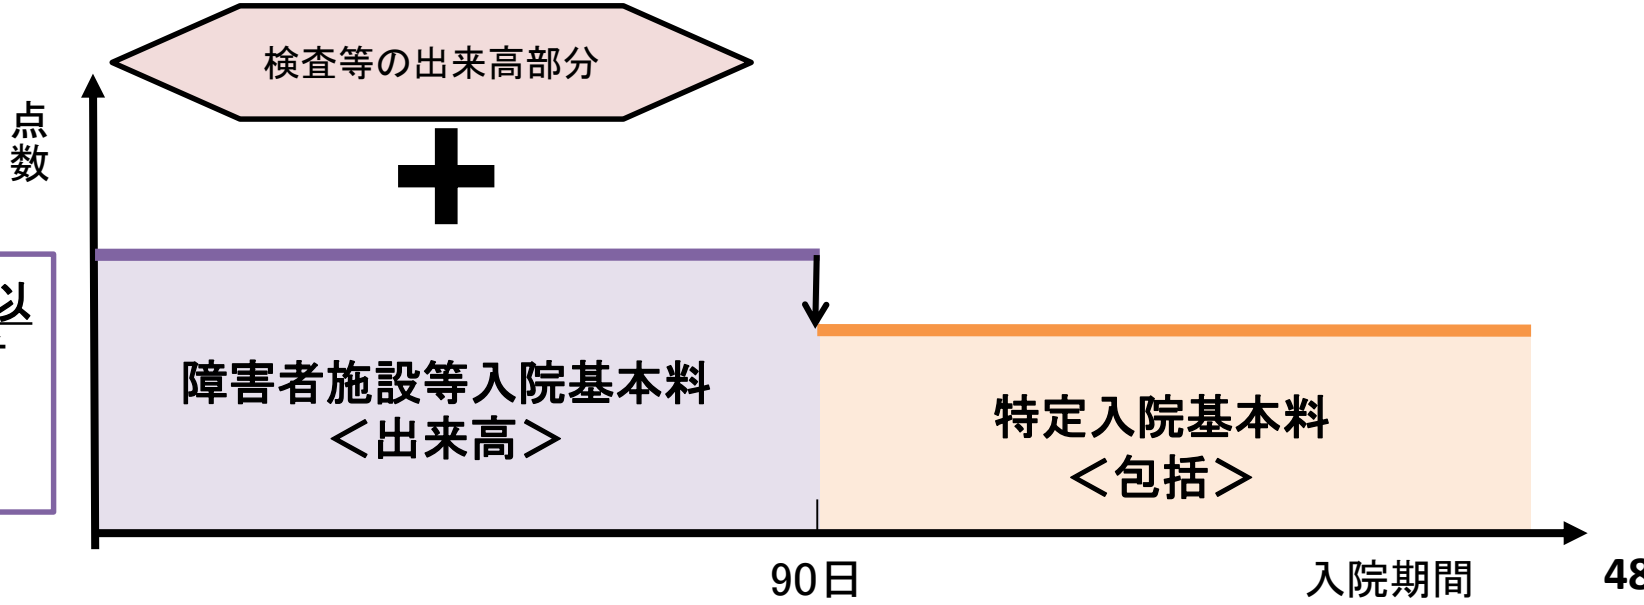 検査等の出来高部分
点数
以
障害者施設等入院基本料
＜出来高＞
特定入院基本料
＜包括＞
90日
入院期間
48